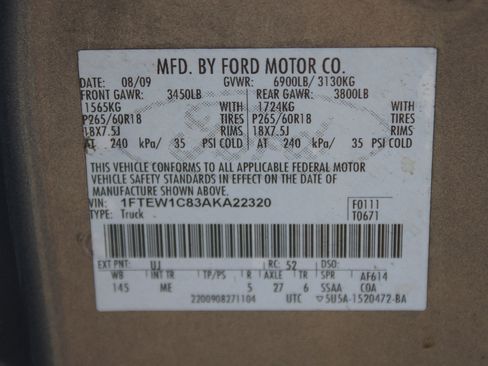 MFD. BY FORD MOTOR CO.
DATE: 08/09 GVWR: 6900LB/ 3130KG
FRONT GAWR: 3450LB REAR GAWR: 3800LB
1565KG WITH 1724KG WITH
P265/60R18 TIRES P265/60R18 TIRES
18X7.5J RIMS 18X7.5J RIMS
AT 240 kPa/ 35 PSI COLD AT 240 kPa/ 35 PSI COLD
THIS VEHICLE CONFORMS TO ALL APPLICABLE FEDERAL MOTOR
VEHICLE SAFETY STANDARDS IN EFFECT ON THE DATE OF
MANUFACTURE SHOWN ABOVE.
VIN: 1FTEW1C83AKA22320 F0111
TYPE: Truck T0671
EXT PNT: UJ RC: 52 DSO:
WB INT TR TP/PS R AXLE TR SPR AF614
145 ME 5 27 6 SSAA COA
2200908271104 UTC ▽5U5A-1520472-BA